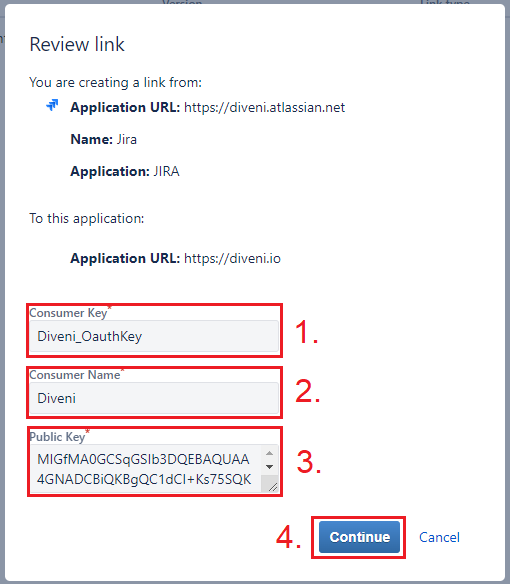 Version Link type
Review link
You are creating a link from:
Application URL: https://diveni.atlassian.net
Name: Jira
Application: JIRA
To this application:
Application URL: https://diveni.io
Consumer Key*
Diveni_OauthKey
1.
Consumer Name*
Diveni
2.
Public Key*
MIGfMA0GCSqGSIb3DQEBAQUAA
4GNADCBiQKBgQC1dCI+Ks75SQK
3.
4.
Continue Cancel